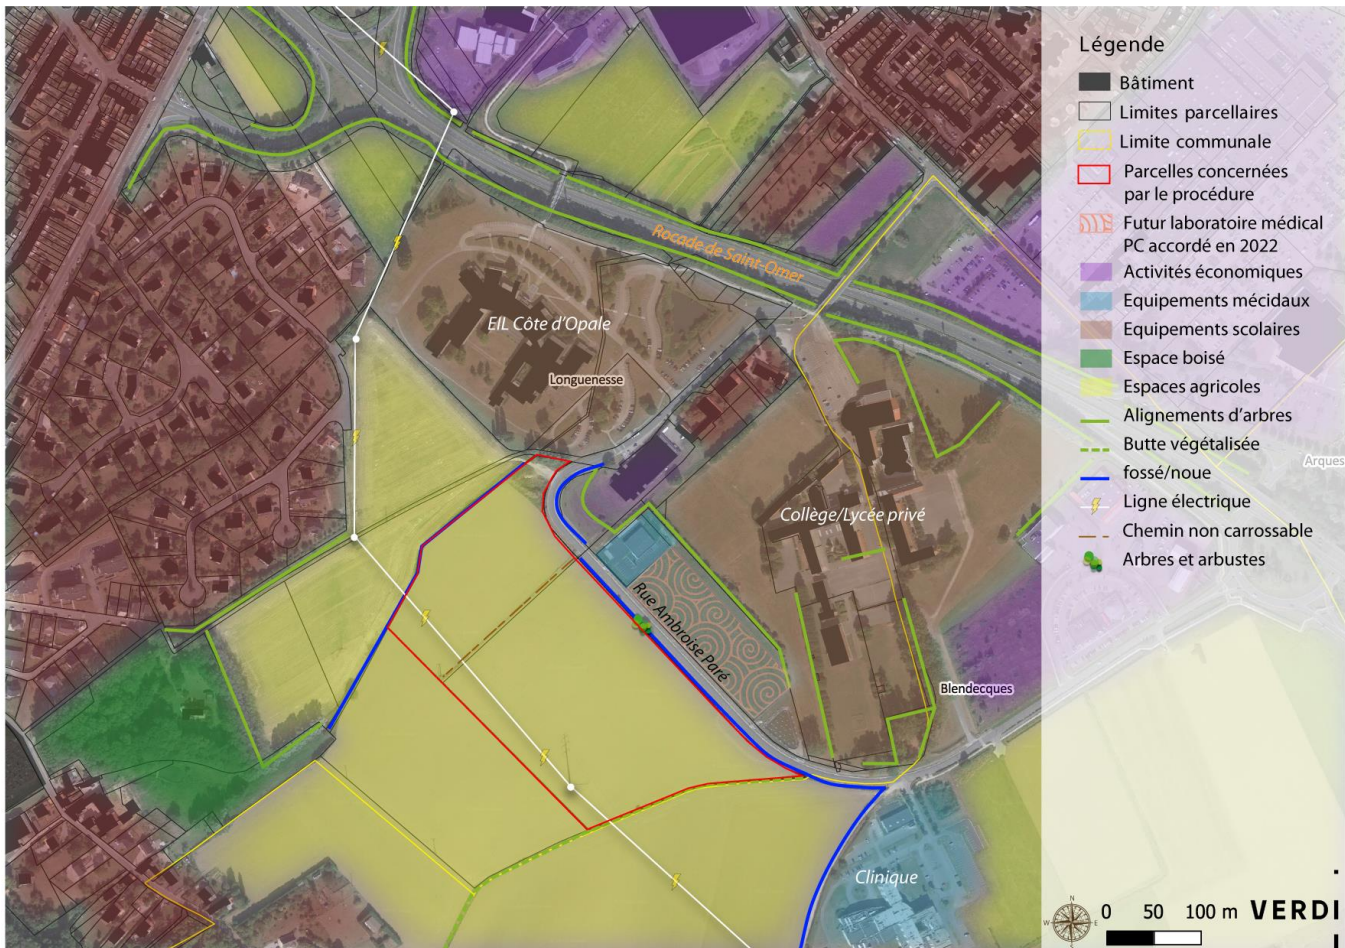 Légende
Bâtiment
Limites parcellaires
Limite communale
Parcelles concernées
par le procédure
Futur laboratoire médical
PC accordé en 2022
Activités économiques
Equipements mécidaux
Equipements scolaires
Espace boisé
Espaces agricoles
Alignements d'arbres
Butte végétalisée
fossé/noue
Ligne électrique
Chemin non carrossable
Arbres et arbustes
Rocade de Saint-Omer
EIL Côte d'Opale
Longuenesse
Arques
Collège/Lycée privé
Rue Ambroise Paré
Blendecques
Clinique
N
W E
S
0 50 100 m
VERDI